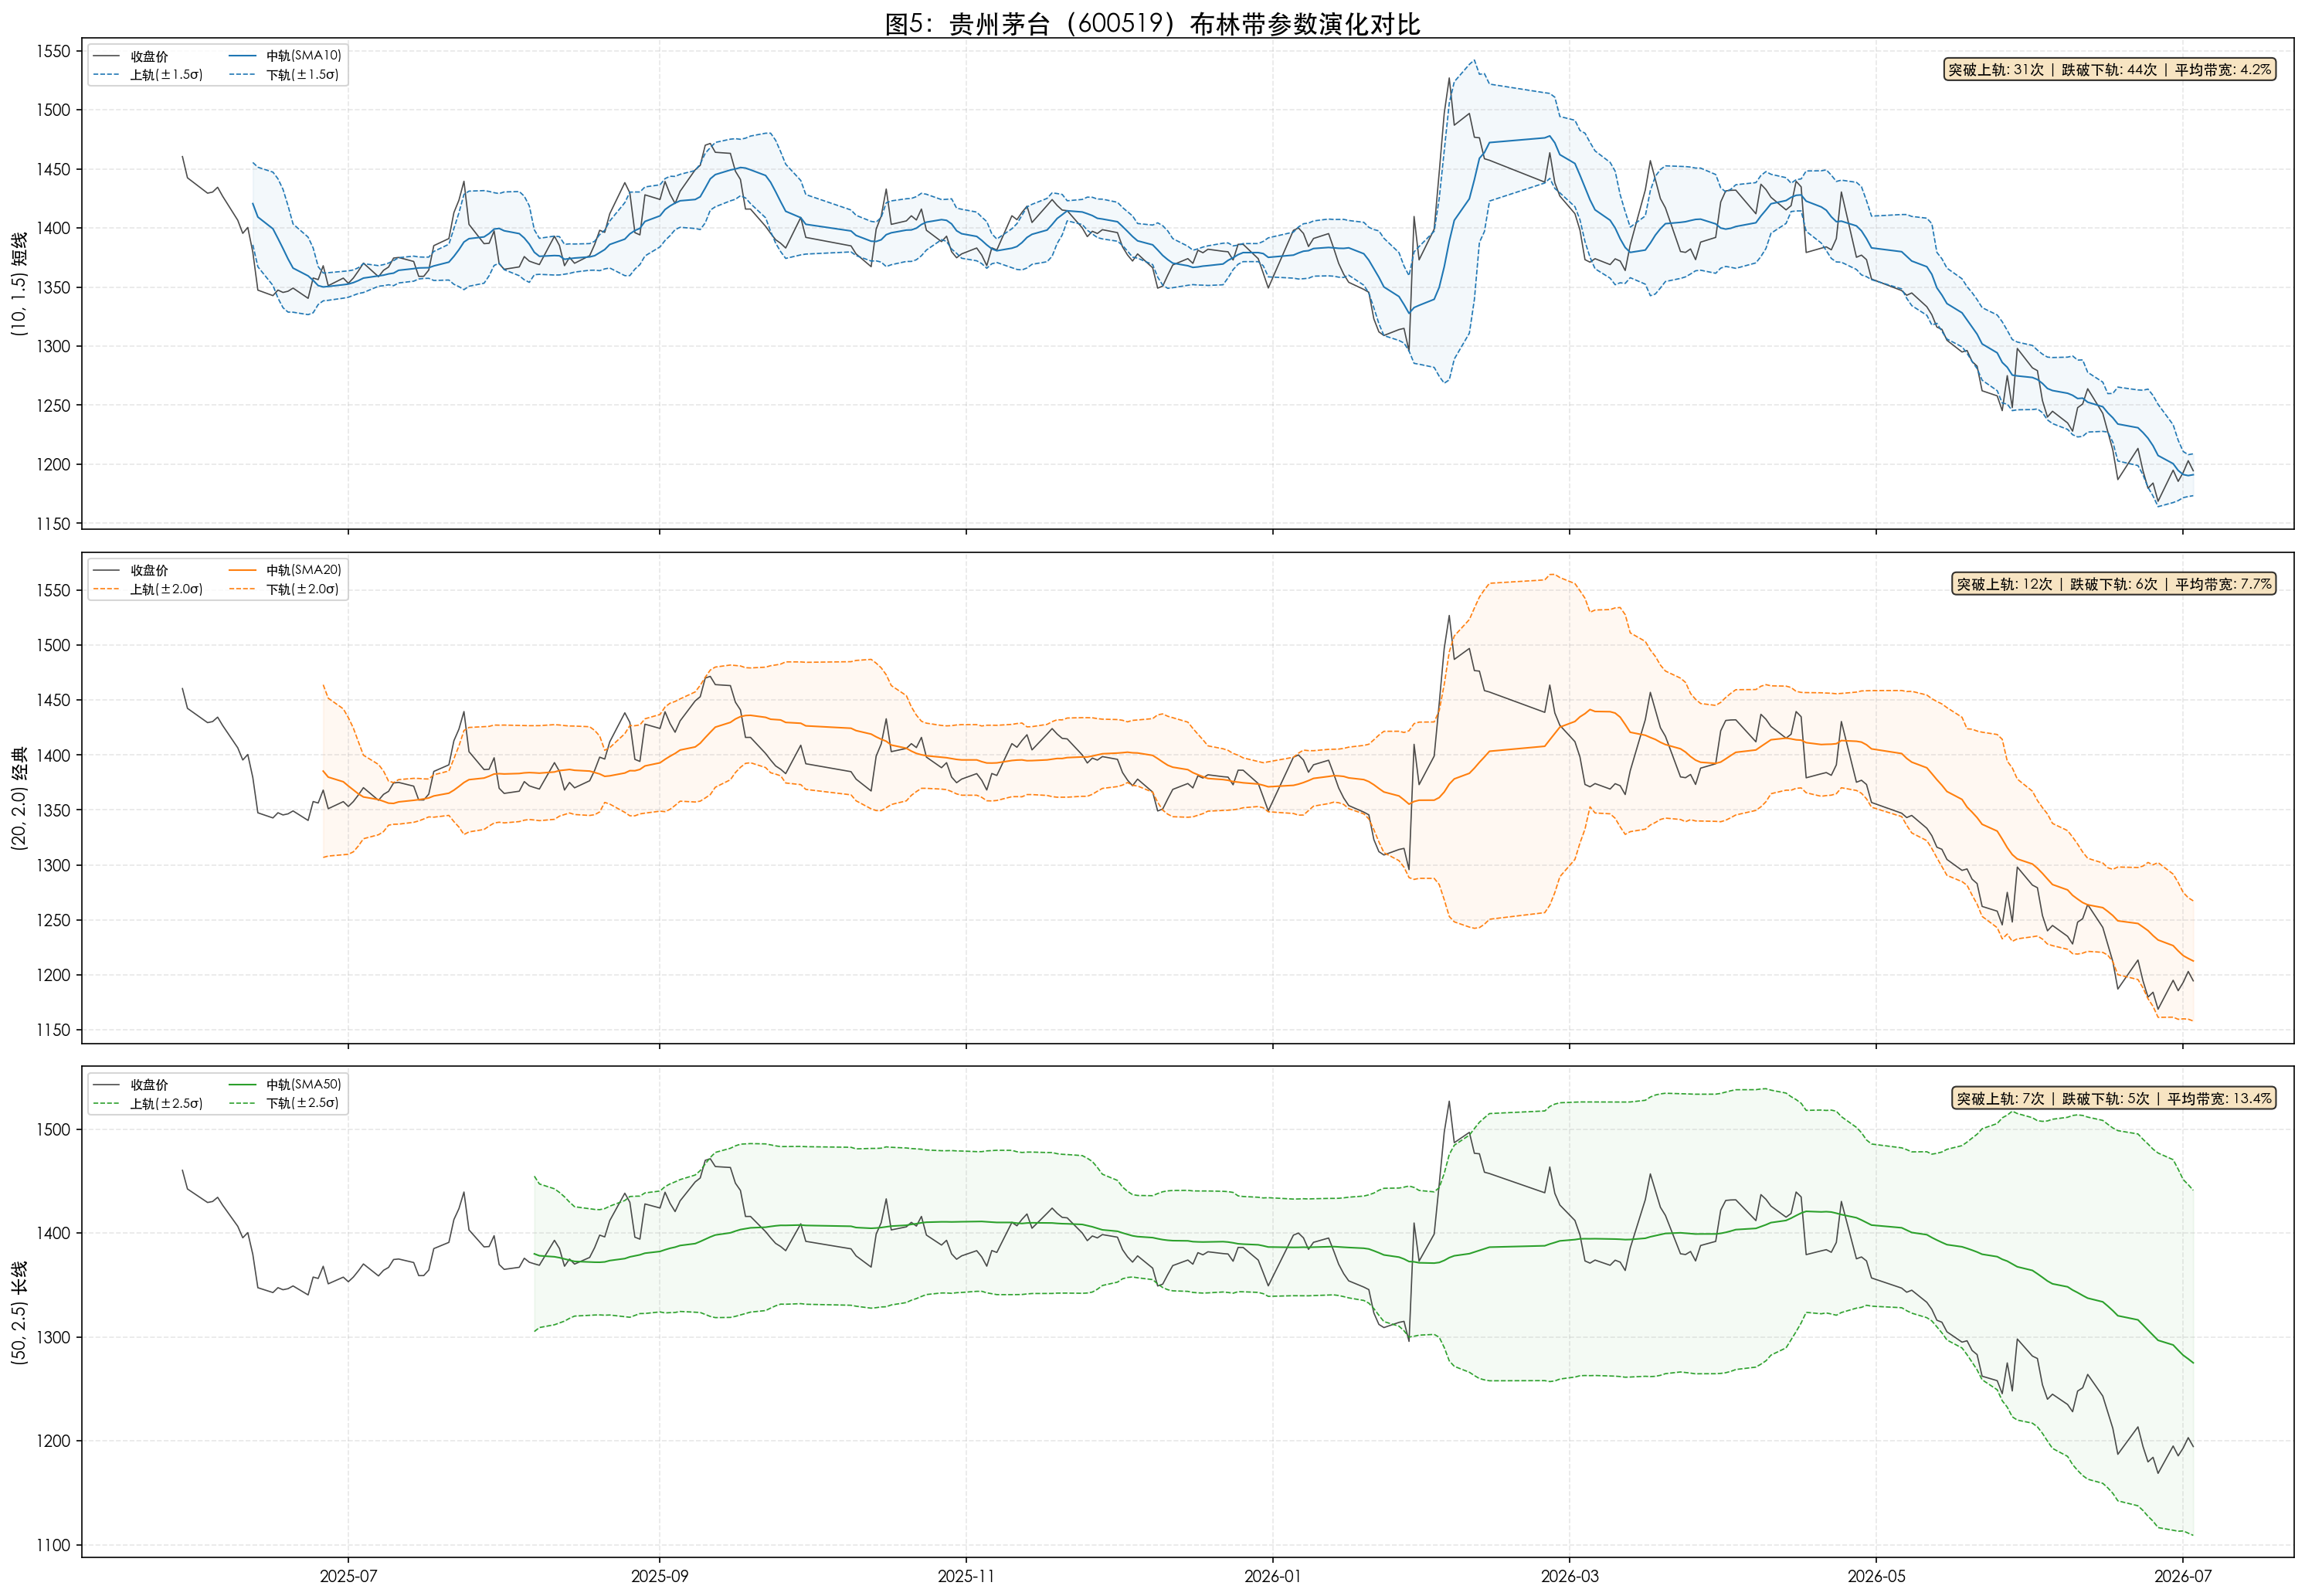 图5：贵州茅台（600519）布林带参数演化对比
收盘价 中轨(SMA10)
上轨(±1.5σ) 下轨(±1.5σ)
突破上轨: 31次 | 跌破下轨: 44次 | 平均带宽: 4.2%
(10, 1.5) 短线
1550
1500
1450
1400
1350
1300
1250
1200
1150
收盘价 中轨(SMA20)
上轨(±2.0σ) 下轨(±2.0σ)
突破上轨: 12次 | 跌破下轨: 6次 | 平均带宽: 7.7%
(20, 2.0) 经典
1550
1500
1450
1400
1350
1300
1250
1200
1150
收盘价 中轨(SMA50)
上轨(±2.5σ) 下轨(±2.5σ)
突破上轨: 7次 | 跌破下轨: 5次 | 平均带宽: 13.4%
(50, 2.5) 长线
1500
1400
1300
1200
1100
2025-07 2025-09 2025-11 2026-01 2026-03 2026-05 2026-07